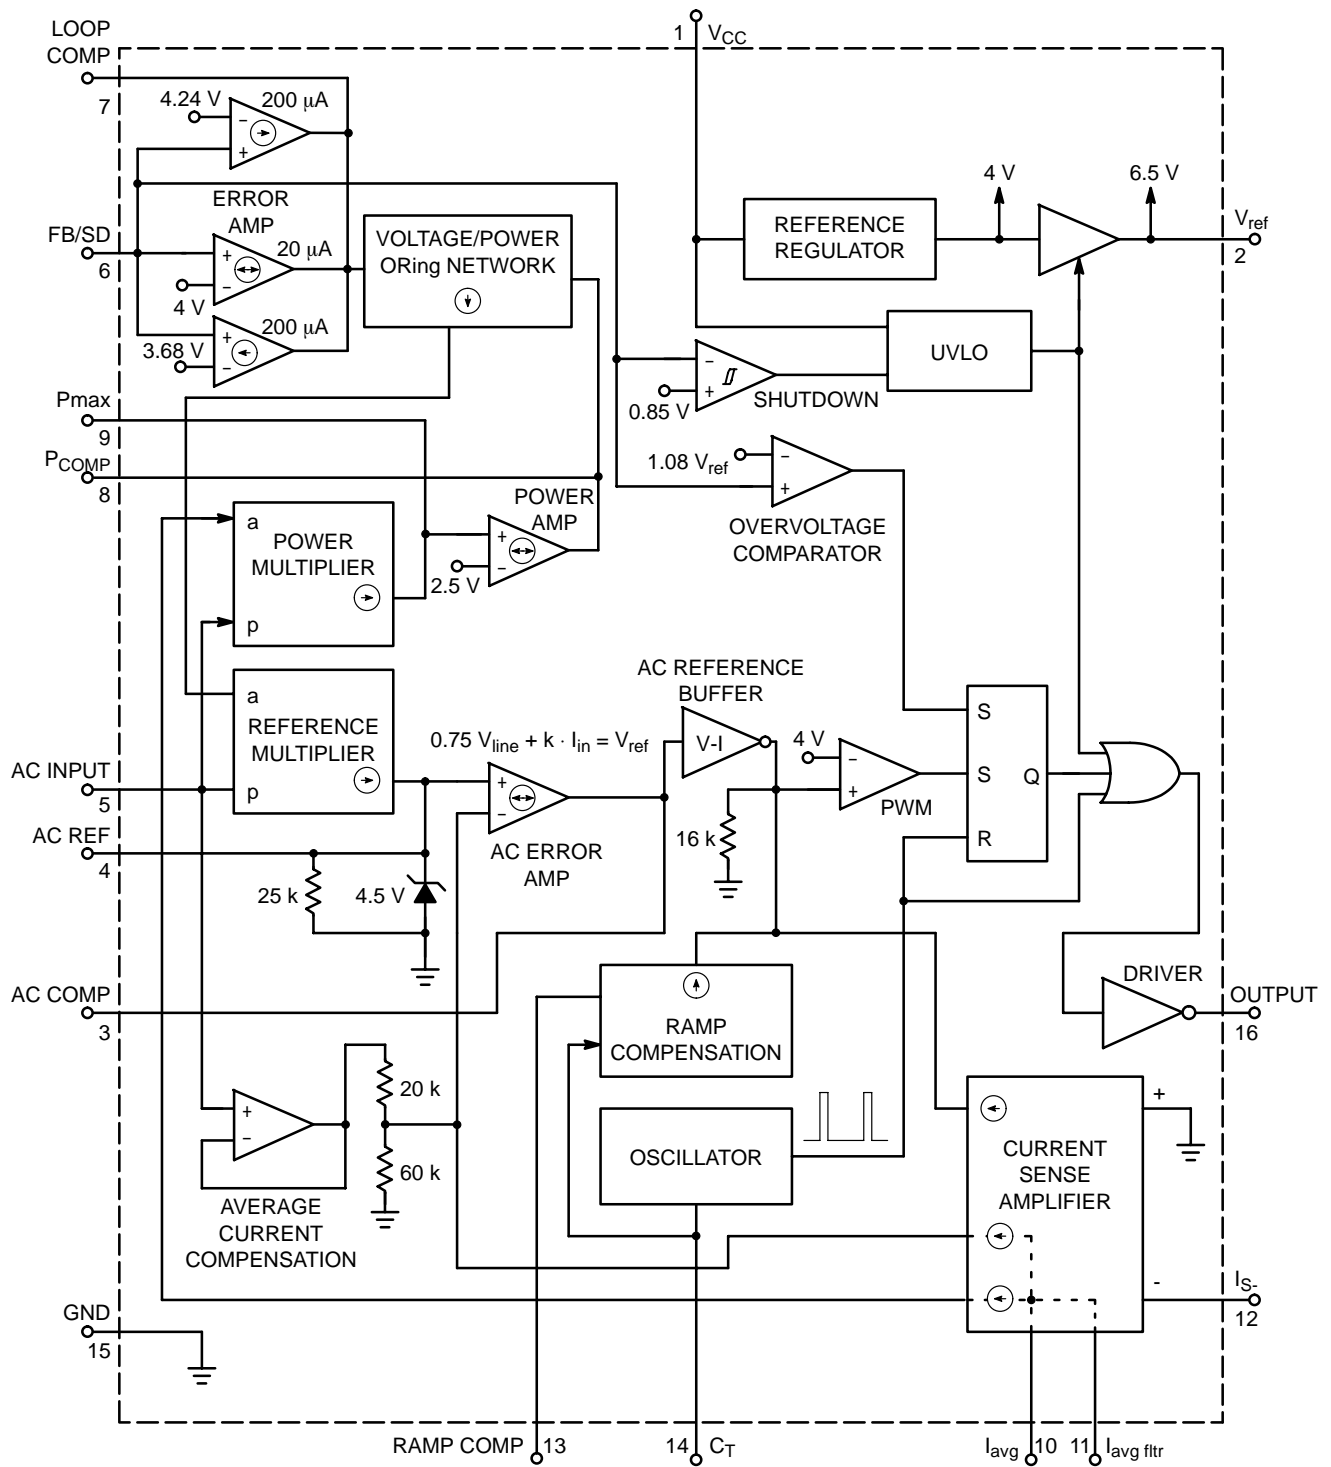 LOOP
COMP
7
4.24 V
200 μA
−
+
ERROR
AMP
FB/SD
6
20 μA
+
−
4 V
200 μA
+
−
3.68 V
VOLTAGE/POWER
ORing NETWORK
1
VCC
REFERENCE
REGULATOR
4 V
6.5 V
Vref
2
UVLO
−
+
0.85 V
SHUTDOWN
1.08 Vref
−
+
OVERVOLTAGE
COMPARATOR
Pmax
9
PCOMP
8
a
POWER
MULTIPLIER
p
POWER
AMP
+
−
2.5 V
a
REFERENCE
MULTIPLIER
p
AC INPUT
5
AC REF
4
25 k
4.5 V
0.75 Vline + k · Iin = Vref
+
−
AC ERROR
AMP
AC REFERENCE
BUFFER
V-I
16 k
4 V
−
+
PWM
S
S
Q
R
AC COMP
3
RAMP
COMPENSATION
DRIVER
OUTPUT
16
20 k
60 k
+
−
AVERAGE
CURRENT
COMPENSATION
OSCILLATOR
CURRENT
SENSE
AMPLIFIER
+
-
IS-
12
GND
15
RAMP COMP
13
14
CT
Iavg
10
11
Iavg fltr